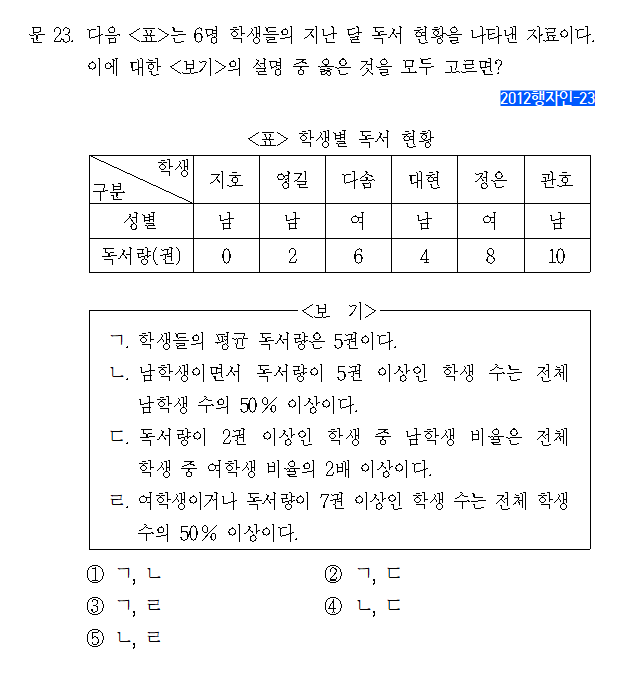 문 23. 다음 <표>는 6명 학생들의 지난 달 독서 현황을 나타낸 자료이다.
이에 대한 <보기>의 설명 중 옳은 것을 모두 고르면?
2012행자인-23
<표> 학생별 독서 현황
학생
구분 지호 영길 다솜 대현 정은 관호
성별 남 남 여 남 여 남
독서량(권) 0 2 6 4 8 10
<보 기>
ㄱ. 학생들의 평균 독서량은 5권이다.
ㄴ. 남학생이면서 독서량이 5권 이상인 학생 수는 전체
남학생 수의 50% 이상이다.
ㄷ. 독서량이 2권 이상인 학생 중 남학생 비율은 전체
학생 중 여학생 비율의 2배 이상이다.
ㄹ. 여학생이거나 독서량이 7권 이상인 학생 수는 전체 학생
수의 50% 이상이다.
① ㄱ, ㄴ ② ㄱ, ㄷ
③ ㄱ, ㄹ ④ ㄴ, ㄷ
⑤ ㄴ, ㄹ